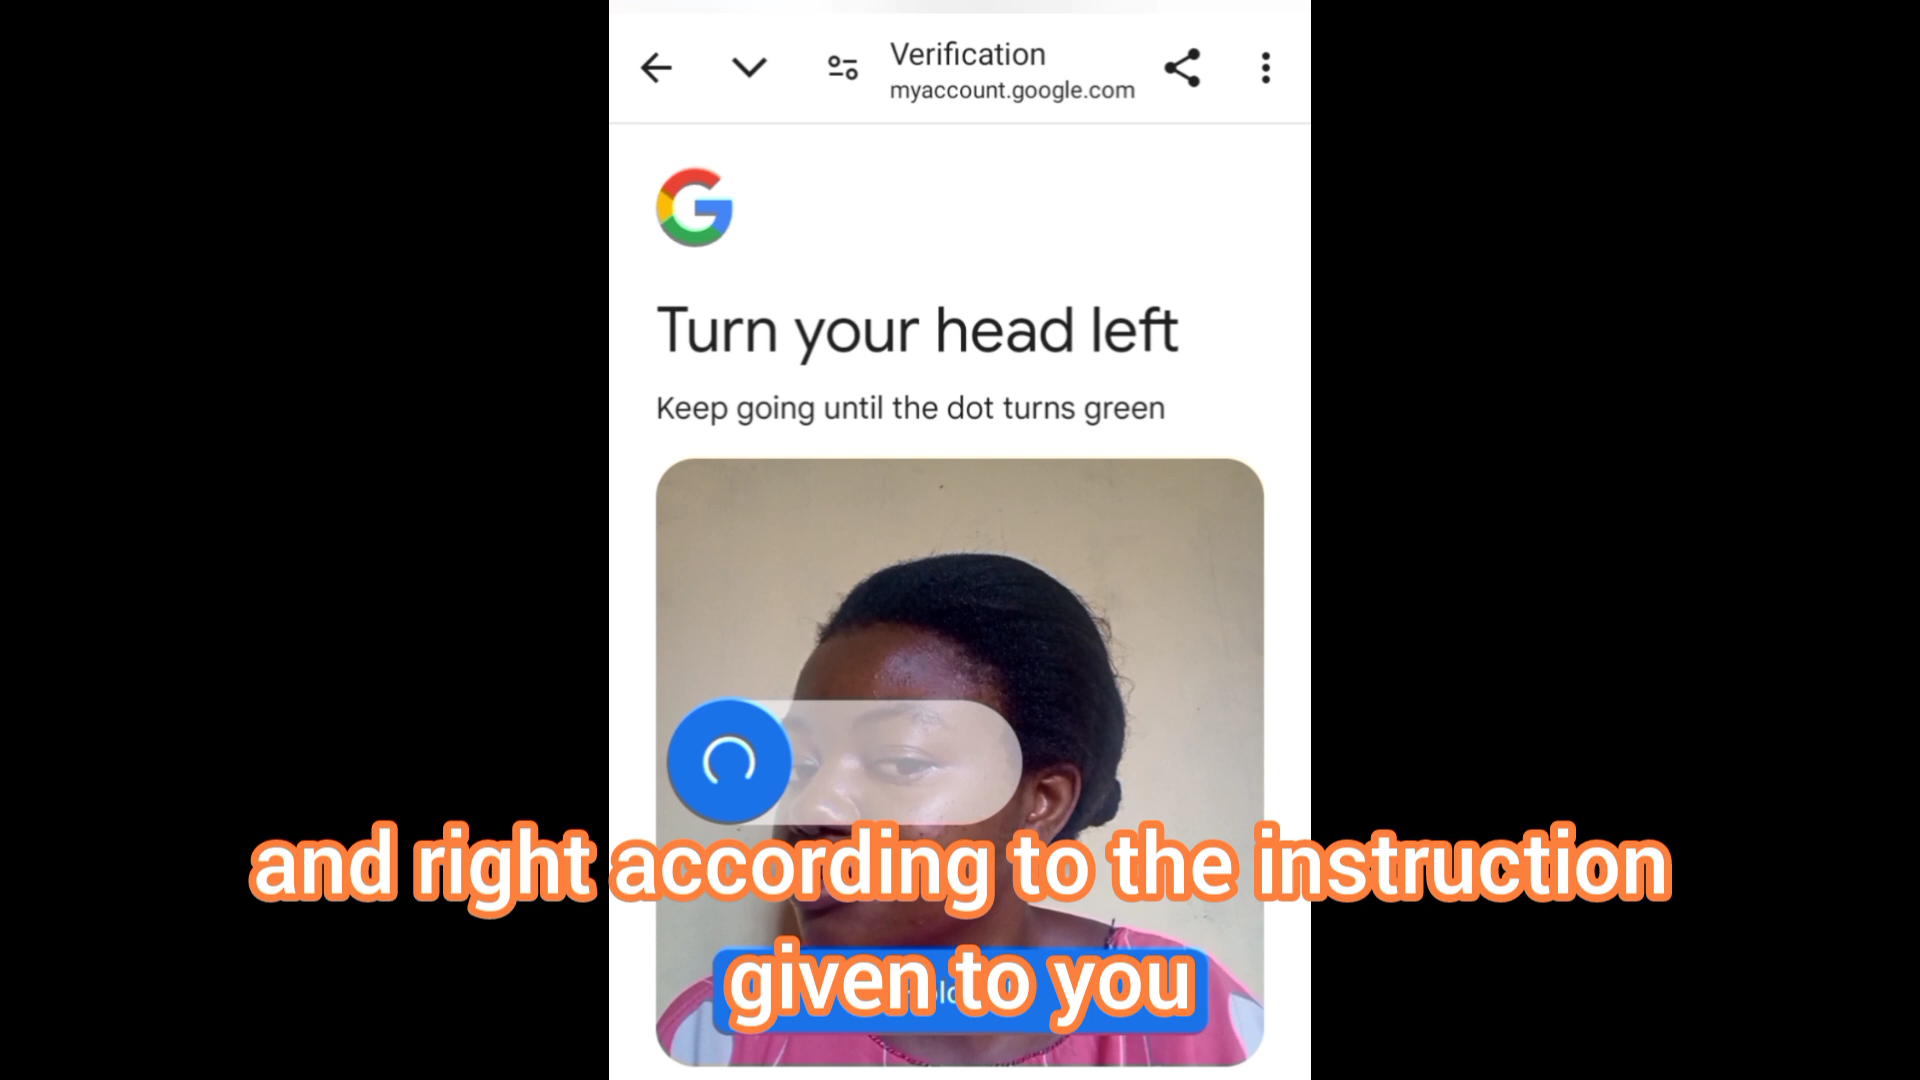 Verification
myaccount.google.com
Turn your head left
Keep going until the dot turns green
and right according to the instruction
given to you